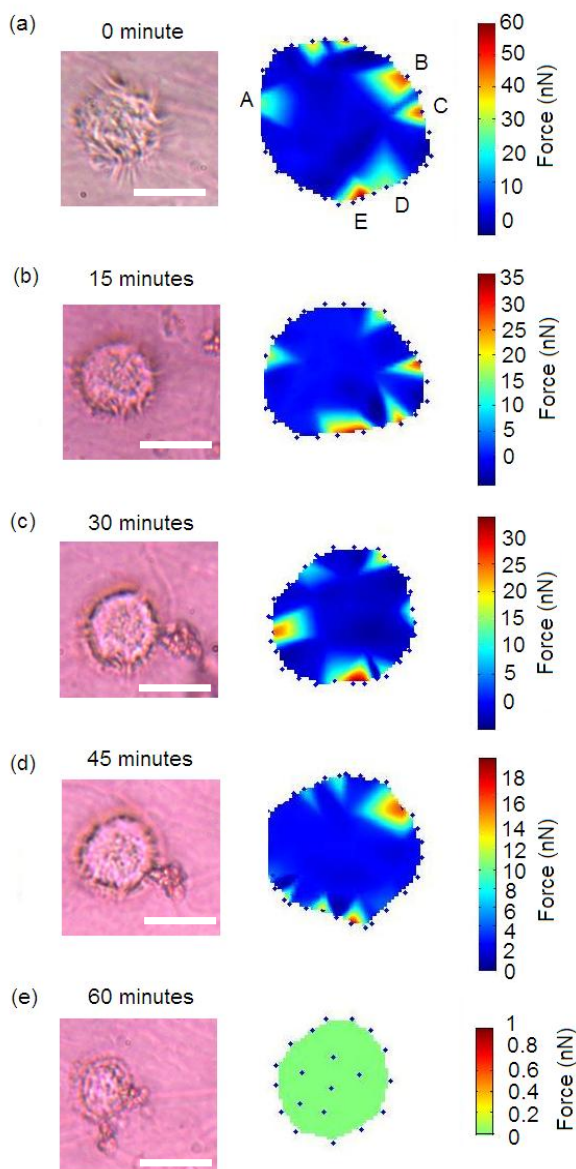 (a)
0 minute
A
B
C
D
E
60
50
40
30
20
10
0
Force (nN)
(b)
15 minutes
35
30
25
20
15
10
5
0
Force (nN)
(c)
30 minutes
30
25
20
15
10
5
0
Force (nN)
(d)
45 minutes
18
16
14
12
10
8
6
4
2
0
Force (nN)
(e)
60 minutes
1
0.8
0.6
0.4
0.2
0
Force (nN)